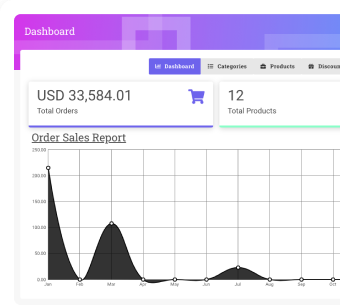 Dashboard
Dashboard Categories Products Discoun
USD 33,584.01
Total Orders
12
Total Products
Order Sales Report
250.00
200.00
150.00
100.00
50.00
0.00
Jan Feb Mar Apr May Jun Jul Aug Sep Oct